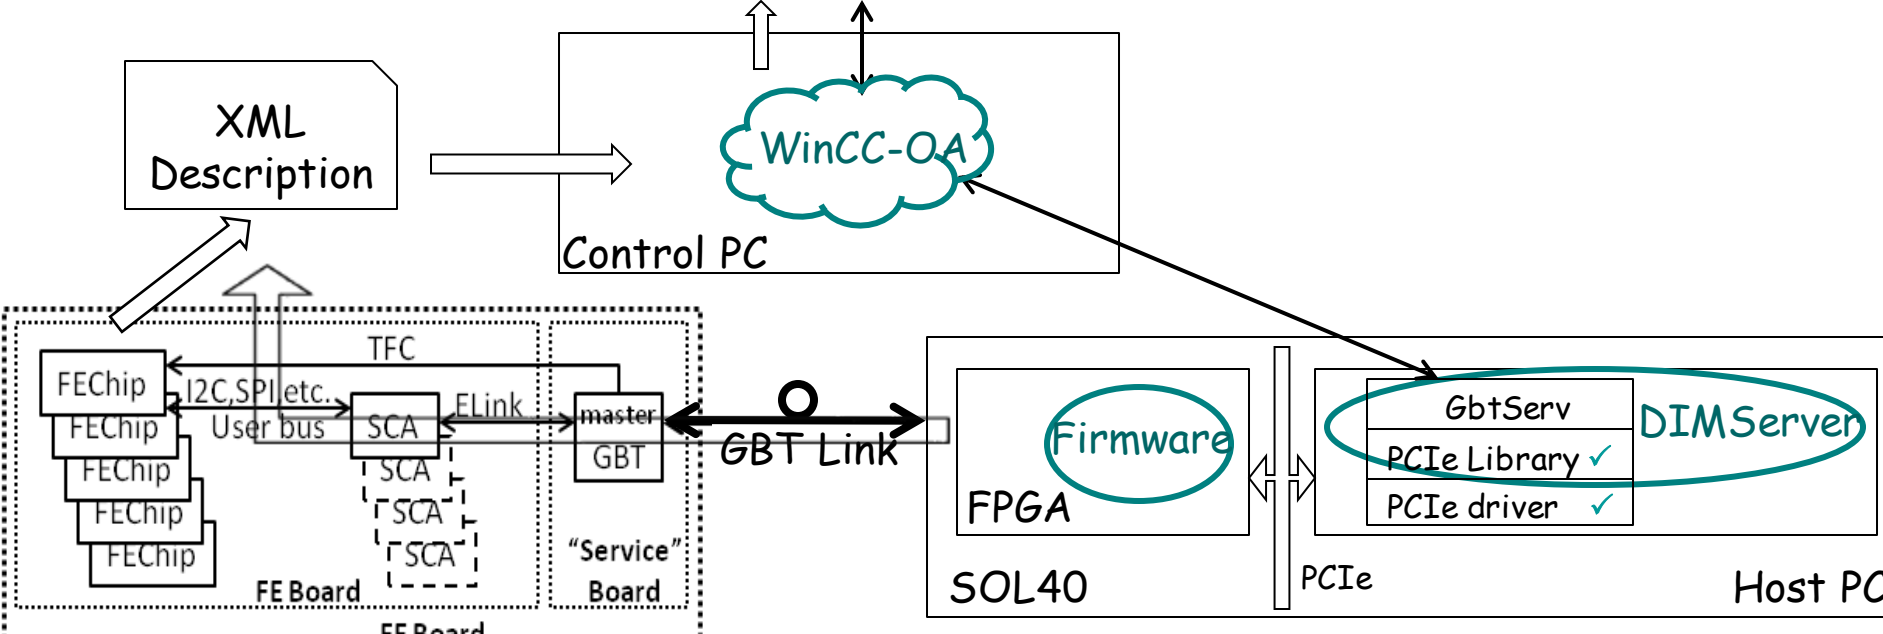 XML
Description
WinCC-OA
Control PC
TFC
FEChip
I2C,SPI,etc.
User bus
FEChip
FEChip
FEChip
FEChip
SCA
SCA
SCA
SCA
ELink
master
GBT
"Service"
Board
FE Board
FE Board
GBT Link
Firmware
FPGA
SOL40
PCIe
GbtServ
PCIe Library ✓
PCIe driver ✓
DIMServer
Host PC